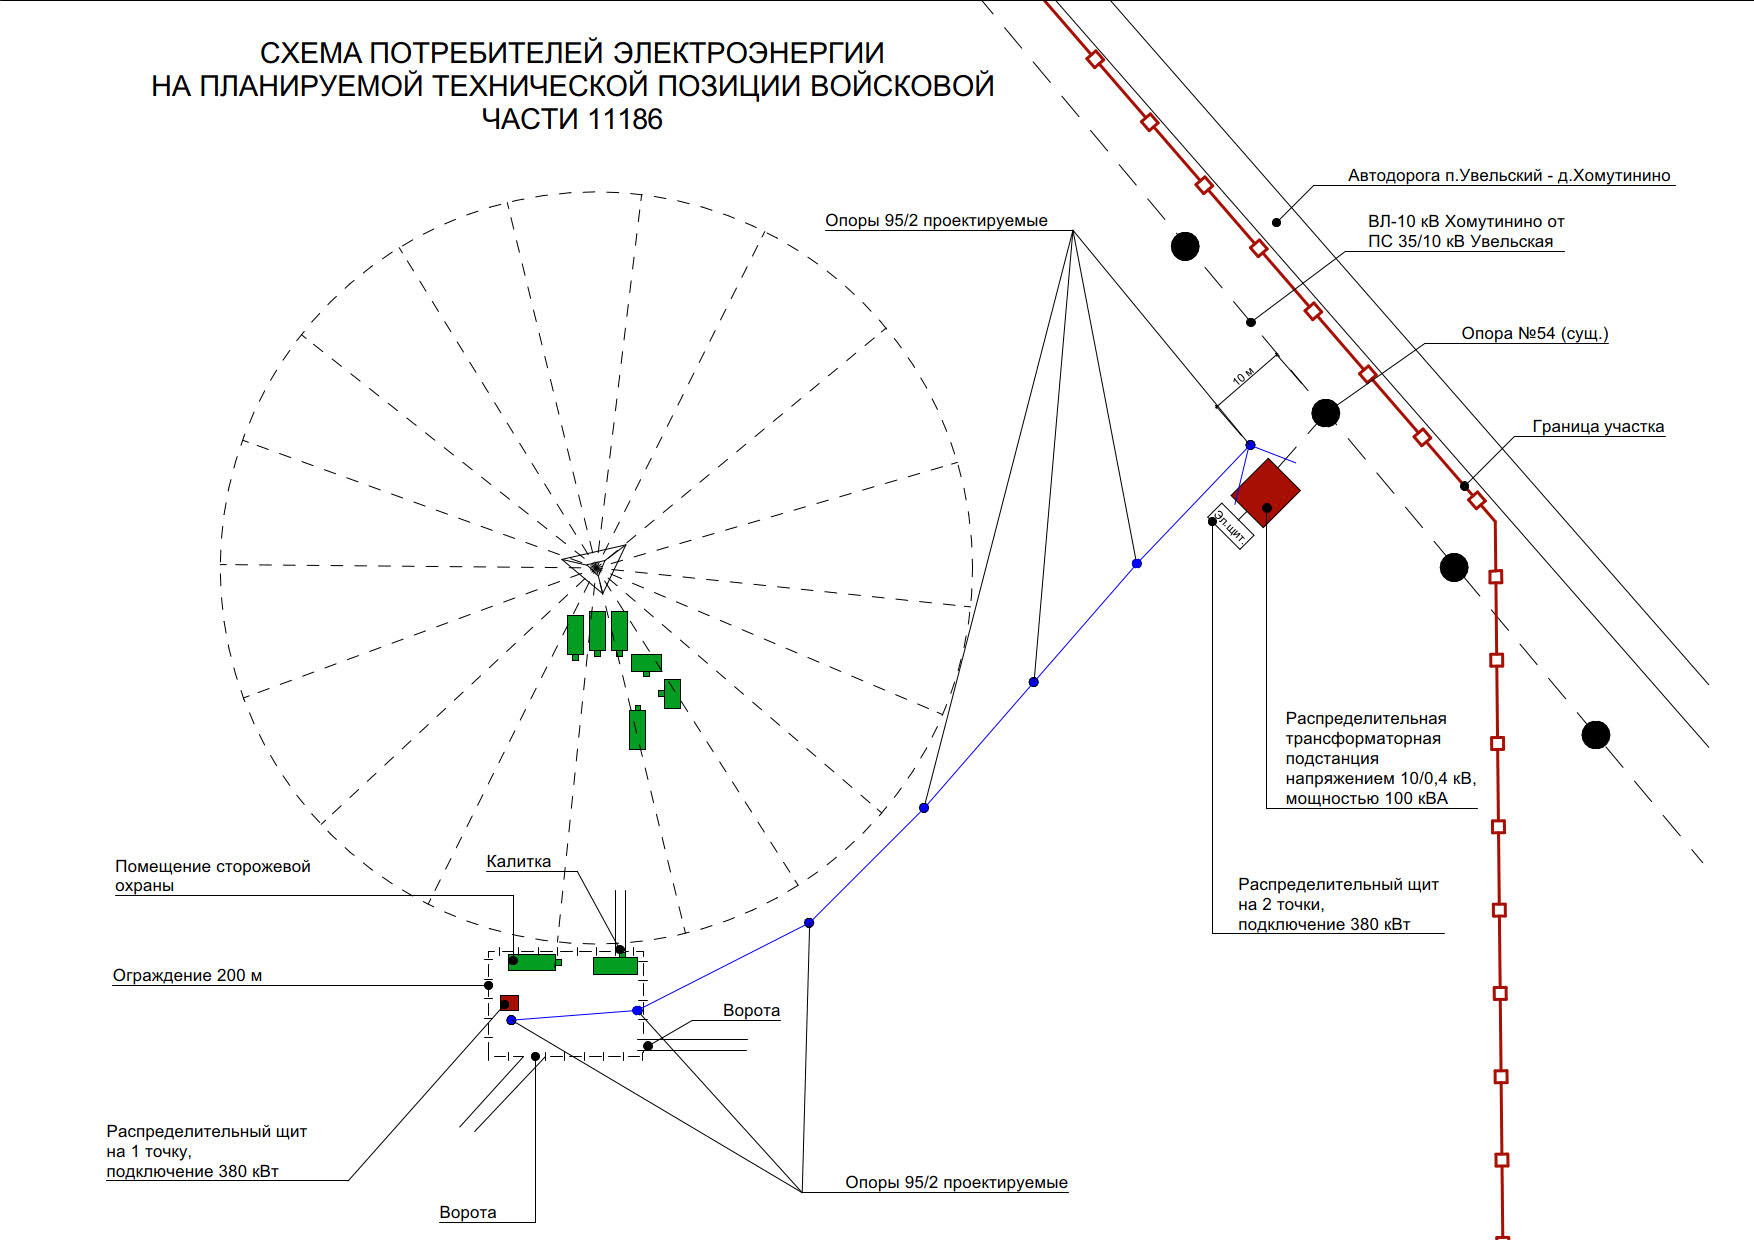 СХЕМА ПОТРЕБИТЕЛЕЙ ЭЛЕКТРОЭНЕРГИИ
НА ПЛАНИРУЕМОЙ ТЕХНИЧЕСКОЙ ПОЗИЦИИ ВОЙСКОВОЙ
ЧАСТИ 11186
Автодорога п.Увельский - д.Хомутинино
Опоры 95/2 проектируемые
ВЛ-10 кВ Хомутинино от
ПС 35/10 кВ Увельская
Опора №54 (сущ.)
10 м
Граница участка
Эл.щит.
Распределительная
трансформаторная
подстанция
напряжением 10/0,4 кВ,
мощностью 100 кВА
Помещение сторожевой
охраны
Калитка
Распределительный щит
на 2 точки,
подключение 380 кВт
Ограждение 200 м
Ворота
Распределительный щит
на 1 точку,
подключение 380 кВт
Опоры 95/2 проектируемые
Ворота